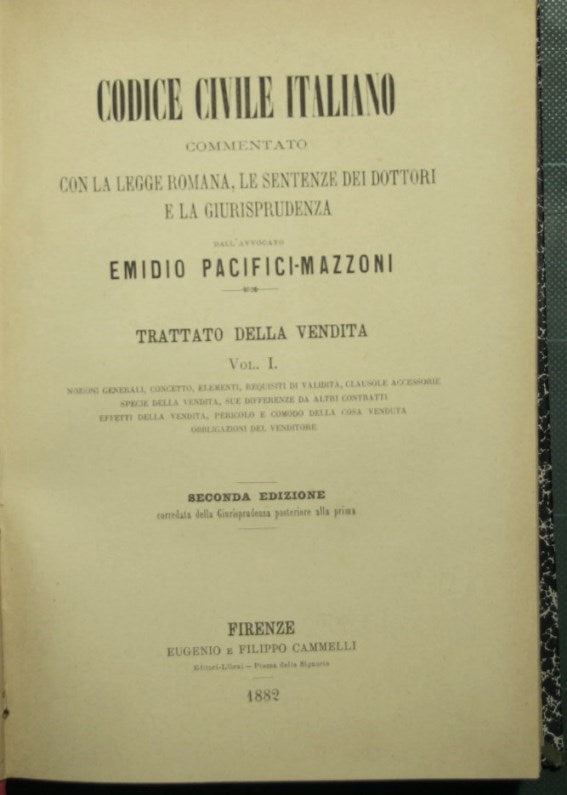 CODICE CIVILE ITALIANO
COMMENTATO
CON LA LEGGE ROMANA, LE SENTENZE DEI DOTTORI
E LA GIURISPRUDENZA
DALL'AVVOCATO
EMIDIO PACIFICI-MAZZONI
TRATTATO DELLA VENDITA
VOL. I.
NOZIONI GENERALI, CONCETTO, ELEMENTI, REQUISITI DI VALIDITÀ, CLAUSOLE ACCESSORIE
SPECIE DELLA VENDITA, SUE DIFFERENZE DA ALTRI CONTRATTI
EFFETTI DELLA VENDITA, PERICOLO E COMODO DELLA COSA VENDUTA
OBBLIGAZIONI DEL VENDITORE
SECONDA EDIZIONE
corredata della Giurisprudenza posteriore alla prima
FIRENZE
EUGENIO E FILIPPO CAMMELLI
Editori-Librai — Piazza della Signoria
1882